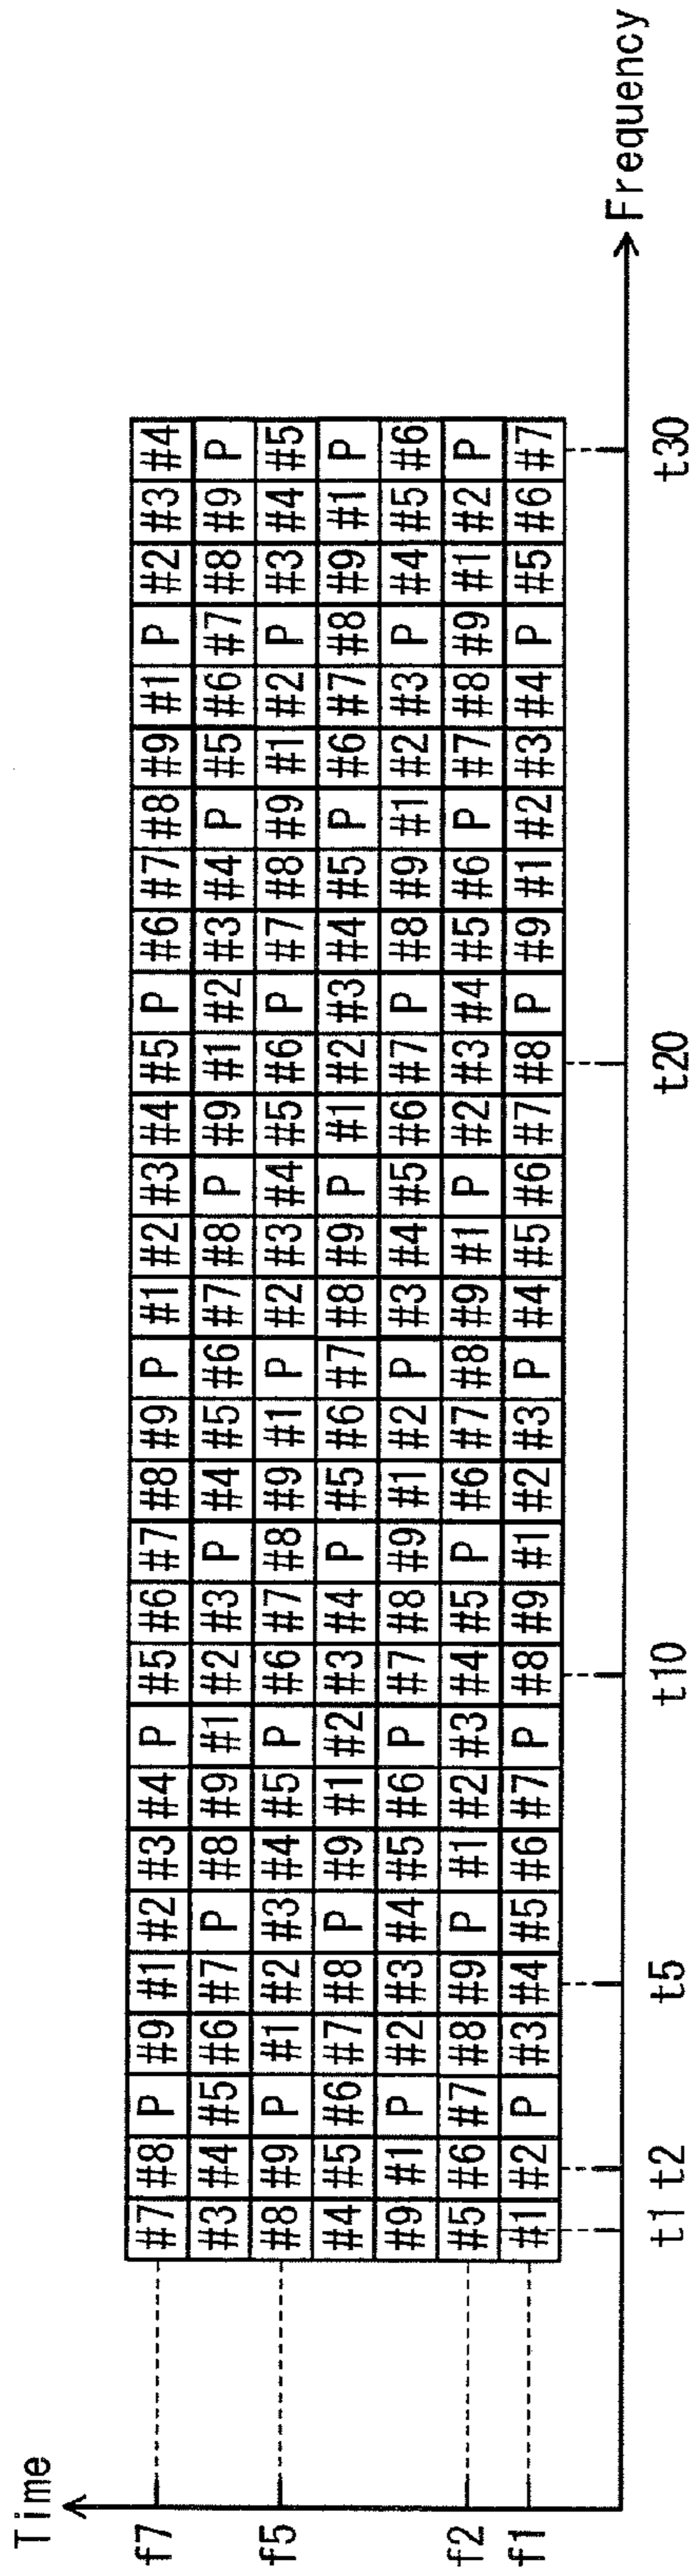 Time
f7 #7 #8 P #9 #1 #2 #3 #4 P #5 #6 #7 #8 #9 P #1 #2 #3 #4 #5 P #6 #7 #8 #9 #1 P #2 #3 #4
#3 #4 #5 #6 #7 P #8 #9 #1 #2 #3 P #4 #5 #6 #7 #8 P #9 #1 #2 #3 #4 P #5 #6 #7 #8 #9 P
f5 #8 #9 P #1 #2 #3 #4 #5 P #6 #7 #8 #9 #1 P #2 #3 #4 #5 #6 P #7 #8 #9 #1 #2 P #3 #4 #5
#4 #5 #6 #7 #8 P #9 #1 #2 #3 #4 P #5 #6 #7 #8 #9 P #1 #2 #3 #4 #5 P #6 #7 #8 #9 #1 P
#9 #1 P #2 #3 #4 #5 #6 P #7 #8 #9 #1 #2 P #3 #4 #5 #6 #7 P #8 #9 #1 #2 #3 P #4 #5 #6
f2 #5 #6 #7 #8 #9 P #1 #2 #3 #4 #5 P #6 #7 #8 #9 #1 P #2 #3 #4 #5 #6 P #7 #8 #9 #1 #2 P
f1 #1 #2 P #3 #4 #5 #6 #7 P #8 #9 #1 #2 #3 P #4 #5 #6 #7 #8 P #9 #1 #2 #3 #4 P #5 #6 #7
Frequency
t1 t2 t5 t10 t20 t30